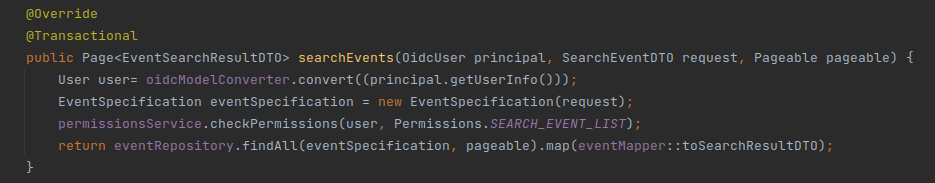 @Override
@Transactional
public Page<EventSearchResultDTO> searchEvents(OidcUser principal, SearchEventDTO request, Pageable pageable) {
    User user= oidcModelConverter.convert((principal.getUserInfo()));
    EventSpecification eventSpecification = new EventSpecification(request);
    permissionsService.checkPermissions(user, Permissions.SEARCH_EVENT_LIST);
    return eventRepository.findAll(eventSpecification, pageable).map(eventMapper::toSearchResultDTO);
}